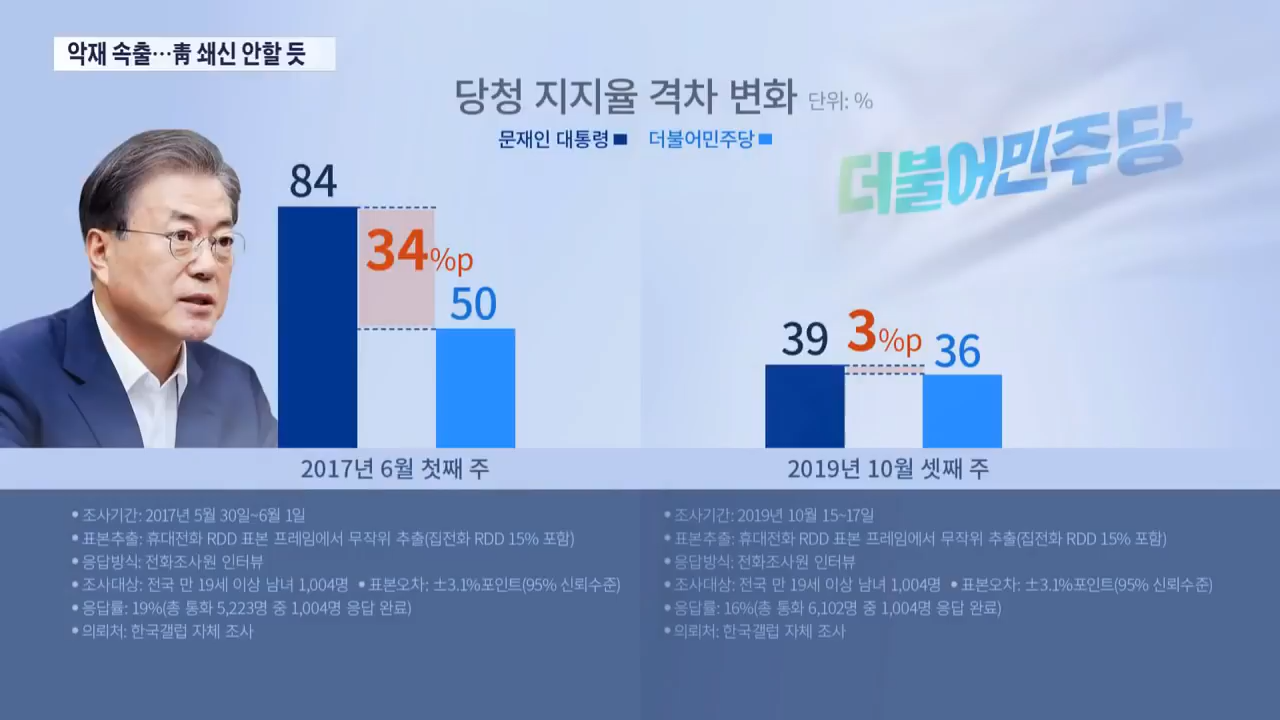 악재 속출…靑 쇄신 안할 듯
당청 지지율 격차 변화 단위: %
문재인 대통령 더불어민주당
더불어민주당
84
34%p
50
39
3%p
36
2017년 6월 첫째 주
2019년 10월 셋째 주
• 조사기간: 2017년 5월 30일~6월 1일
• 표본추출: 휴대전화 RDD 표본 프레임에서 무작위 추출(집전화 RDD 15% 포함)
• 응답방식: 전화조사원 인터뷰
• 조사대상: 전국 만 19세 이상 남녀 1,004명 • 표본오차: ±3.1%포인트(95% 신뢰수준)
• 응답률: 19%(총 통화 5,223명 중 1,004명 응답 완료)
• 의뢰처: 한국갤럽 자체 조사
• 조사기간: 2019년 10월 15~17일
• 표본추출: 휴대전화 RDD 표본 프레임에서 무작위 추출(집전화 RDD 15% 포함)
• 응답방식: 전화조사원 인터뷰
• 조사대상: 전국 만 19세 이상 남녀 1,004명 • 표본오차: ±3.1%포인트(95% 신뢰수준)
• 응답률: 16%(총 통화 6,102명 중 1,004명 응답 완료)
• 의뢰처: 한국갤럽 자체 조사